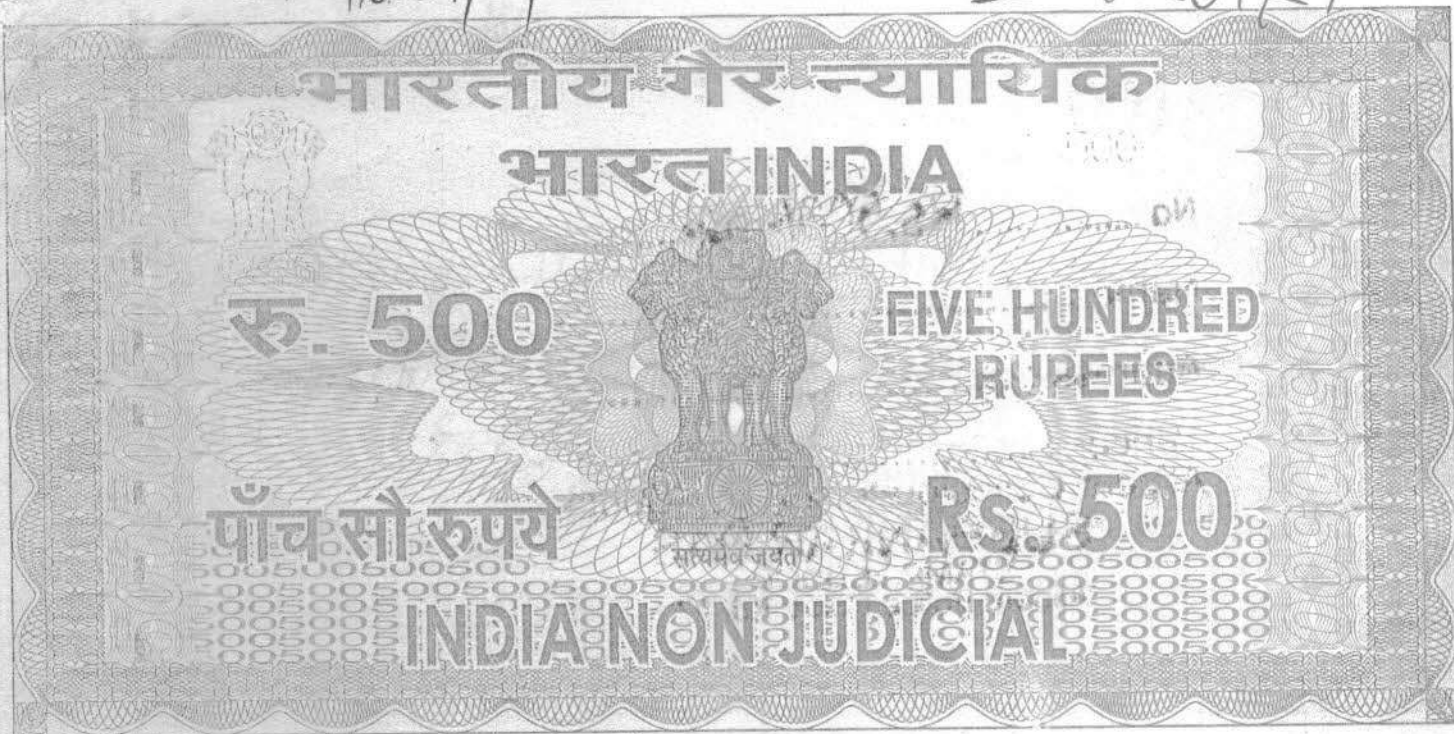 भारतीय गैर न्यायिक
भारत INDIA
रु. 500
FIVE HUNDRED
RUPEES
पाँच सौ रुपये
Rs. 500
सत्यमेव जयते
INDIA NON JUDICIAL